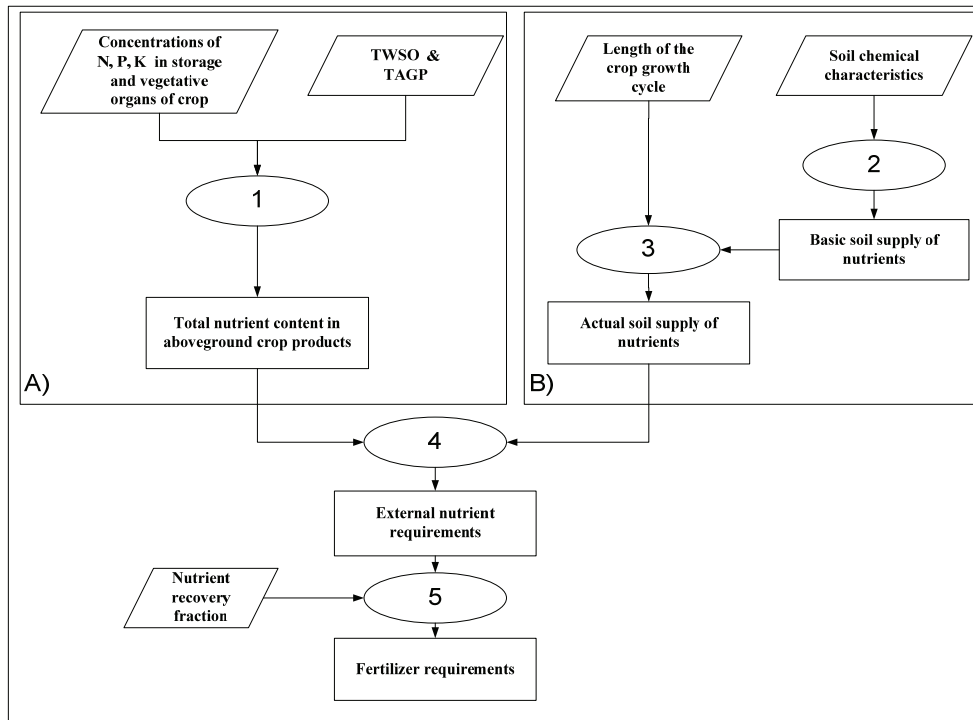 Concentrations of
N, P, K in storage
and vegetative
organs of crop
TWSO &
TAGP
1
Total nutrient content in
aboveground crop products
A)
Length of the
crop growth
cycle
Soil chemical
characteristics
2
3
Basic soil supply of
nutrients
Actual soil supply of
nutrients
B)
4
External nutrient
requirements
Nutrient
recovery
fraction
5
Fertilizer requirements